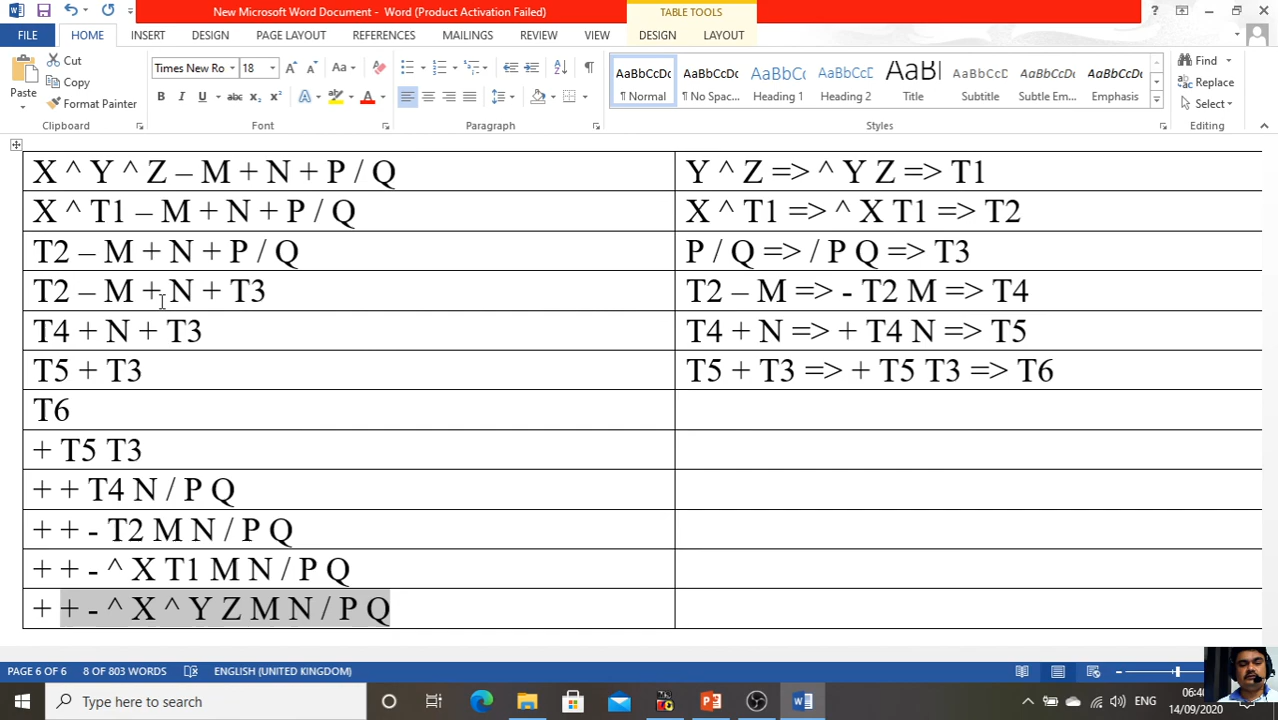 New Microsoft Word Document - Word (Product Activation Failed)
TABLE TOOLS
FILE HOME INSERT DESIGN PAGE LAYOUT REFERENCES MAILINGS REVIEW VIEW DESIGN LAYOUT
Paste
Cut
Copy
Format Painter
Clipboard
Times New Ro 18
Font
Paragraph
AaBbCcDc AaBbCcDc AaBbCc AaBbCcC AaBl AaBbCcC AaBbCcDc AaBbCcDc
¶ Normal ¶ No Spac... Heading 1 Heading 2 Title Subtitle Subtle Em... Emphasis
Styles
Find
Replace
Select
Editing
X ^ Y ^ Z – M + N + P / Q Y ^ Z => ^ Y Z => T1
X ^ T1 – M + N + P / Q X ^ T1 => ^ X T1 => T2
T2 – M + N + P / Q P / Q => / P Q => T3
T2 – M + N + T3 T2 – M => - T2 M => T4
T4 + N + T3 T4 + N => + T4 N => T5
T5 + T3 T5 + T3 => + T5 T3 => T6
T6
+ T5 T3
+ + T4 N / P Q
+ + - T2 M N / P Q
+ + - ^ X T1 M N / P Q
+ + - ^ X ^ Y Z M N / P Q
PAGE 6 OF 6 8 OF 803 WORDS ENGLISH (UNITED KINGDOM)
Type here to search
ENG
14/09/2020